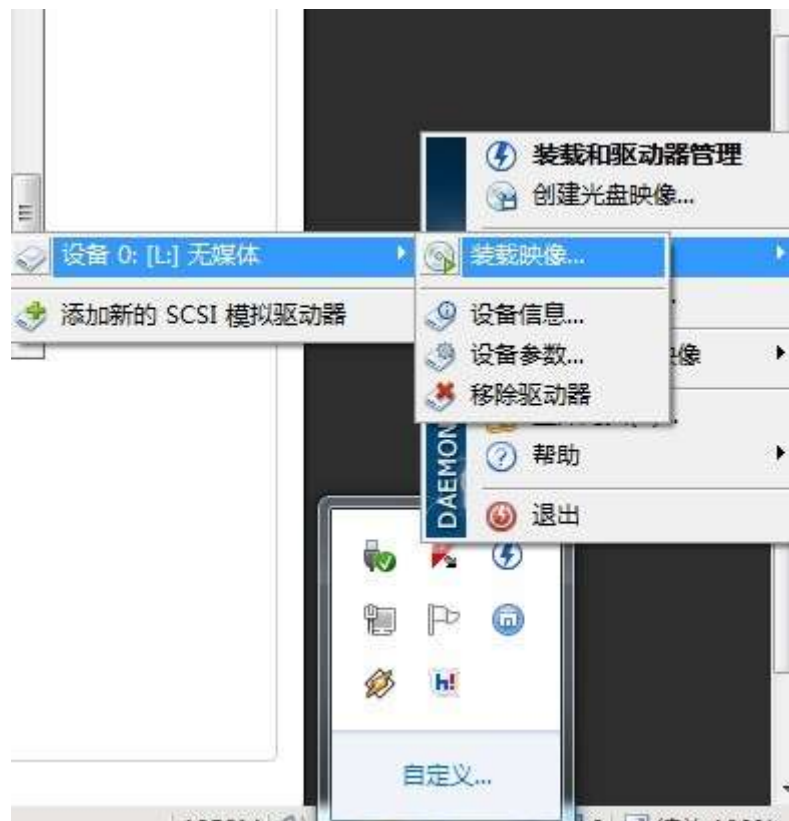 装载和驱动器管理
创建光盘映像...
设备 0: [L:] 无媒体
添加新的 SCSI 模拟驱动器
装载映像...
设备信息...
设备参数...
移除驱动器
映像
帮助
退出
DAEMON
h!
自定义...